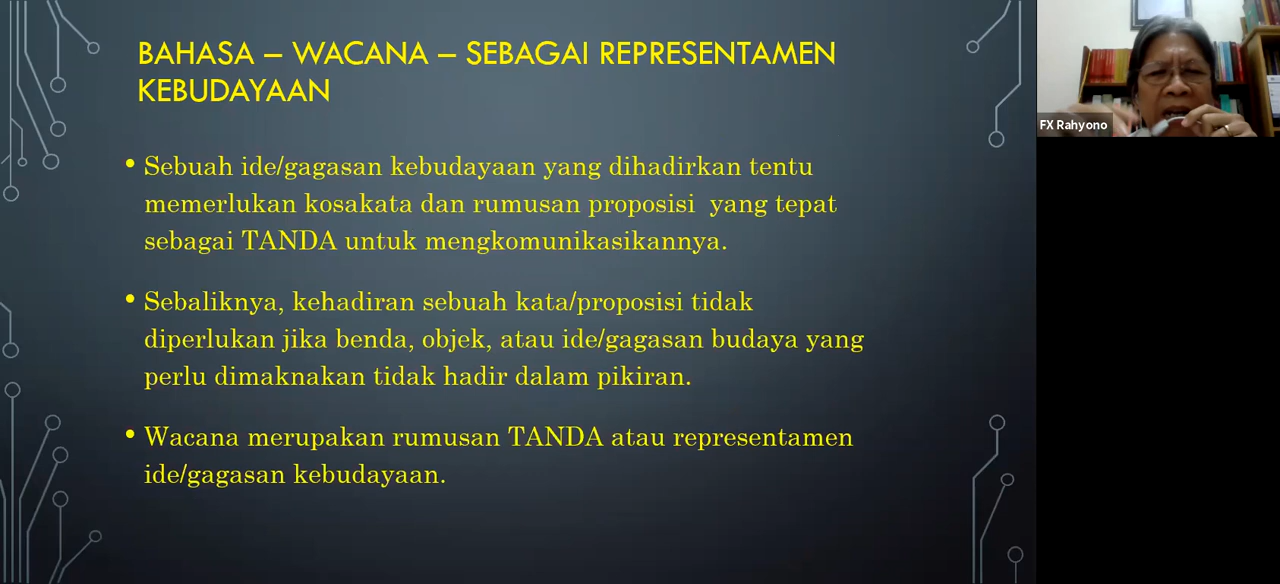 BAHASA – WACANA – SEBAGAI REPRESENTAMEN
KEBUDAYAAN
• Sebuah ide/gagasan kebudayaan yang dihadirkan tentu
memerlukan kosakata dan rumusan proposisi yang tepat
sebagai TANDA untuk mengkomunikasikannya.
• Sebaliknya, kehadiran sebuah kata/proposisi tidak
diperlukan jika benda, objek, atau ide/gagasan budaya yang
perlu dimaknakan tidak hadir dalam pikiran.
• Wacana merupakan rumusan TANDA atau representamen
ide/gagasan kebudayaan.
FX Rahyono